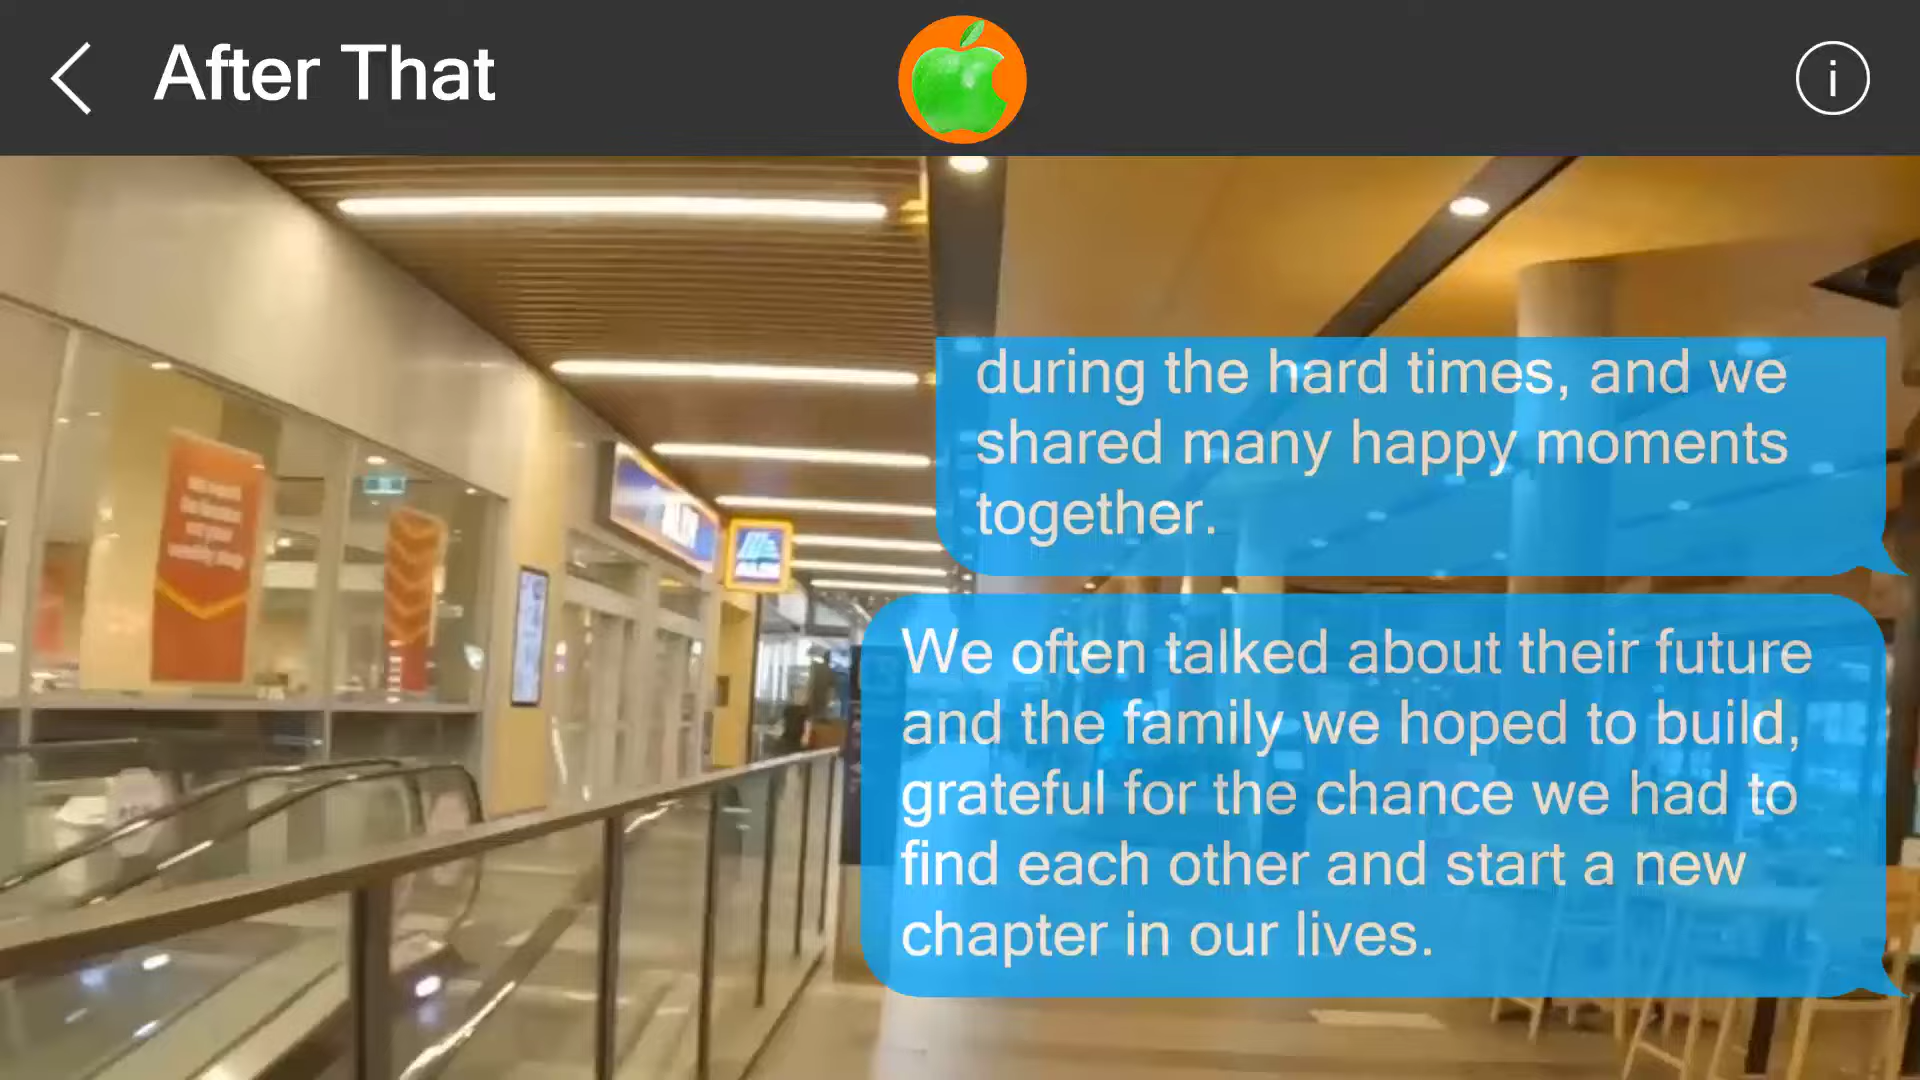 After That
during the hard times, and we
shared many happy moments
together.
We often talked about their future
and the family we hoped to build,
grateful for the chance we had to
find each other and start a new
chapter in our lives.
ALDI